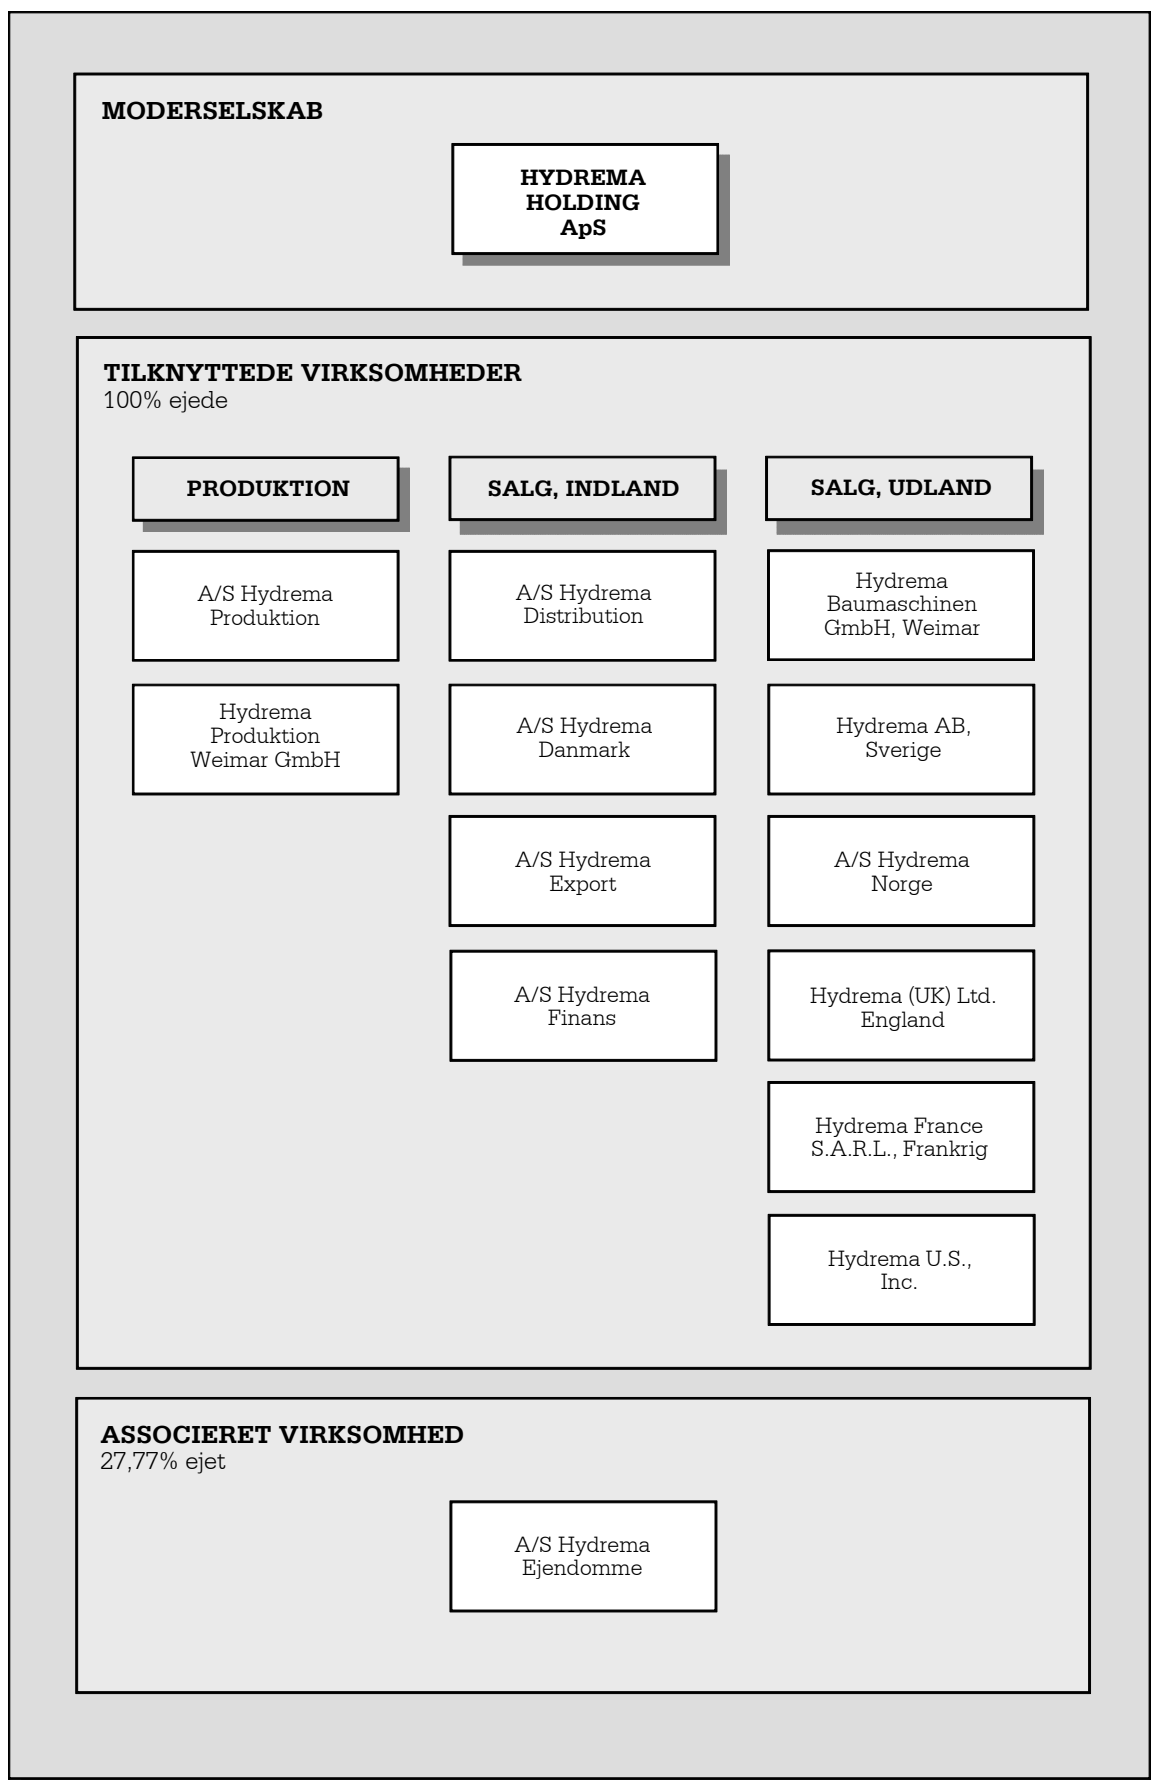 MODERSELSKAB
HYDREMA
HOLDING
ApS
TILKNYTTEDE VIRKSOMHEDER
100% ejede
PRODUKTION
A/S Hydrema
Produktion
Hydrema
Produktion
Weimar GmbH
SALG, INDLAND
A/S Hydrema
Distribution
A/S Hydrema
Danmark
A/S Hydrema
Export
A/S Hydrema
Finans
SALG, UDLAND
Hydrema
Baumaschinen
GmbH, Weimar
Hydrema AB,
Sverige
A/S Hydrema
Norge
Hydrema (UK) Ltd.
England
Hydrema France
S.A.R.L., Frankrig
Hydrema U.S.,
Inc.
ASSOCIERET VIRKSOMHED
27,77% ejet
A/S Hydrema
Ejendomme